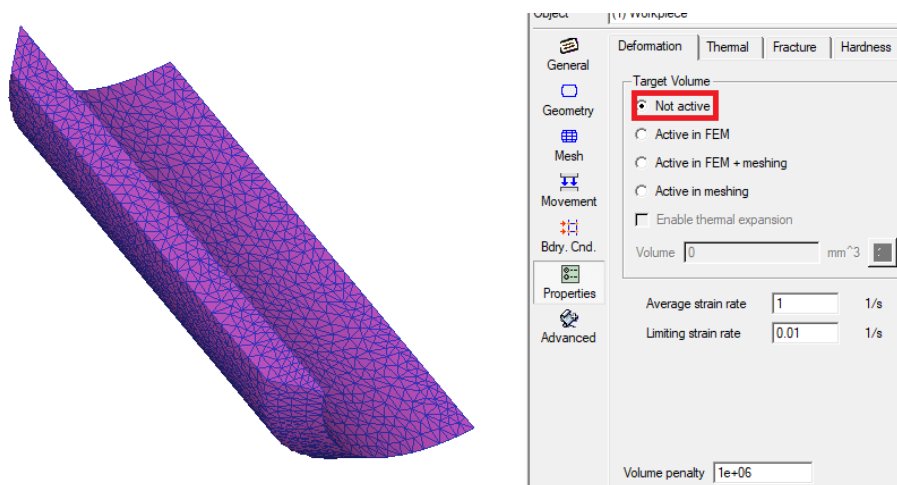 Object (1) Workpiece
General
Geometry
Mesh
Movement
Bdry. Cnd.
Properties
Advanced
Deformation Thermal Fracture Hardness
Target Volume
Not active
Active in FEM
Active in FEM + meshing
Active in meshing
Enable thermal expansion
Volume 0 mm^3
Average strain rate 1 1/s
Limiting strain rate 0.01 1/s
Volume penalty 1e+06